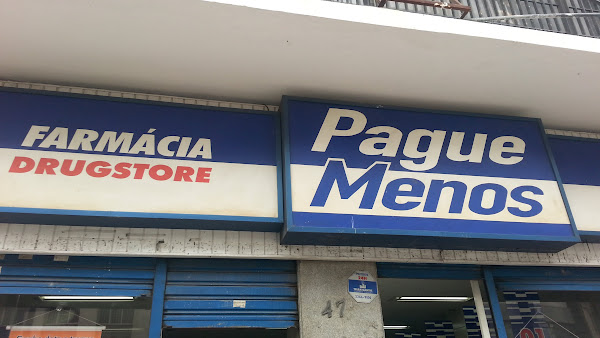 FARMÁCIA
DRUGSTORE
Pague
Menos
47